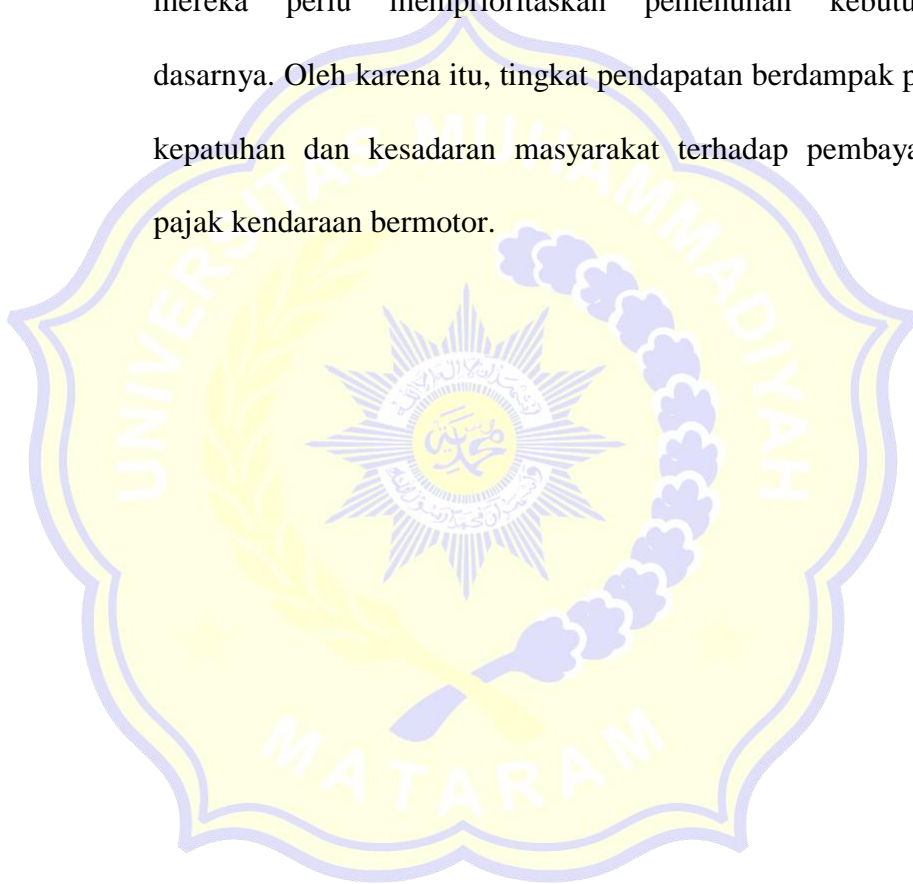 mereka perlu memprioritaskan pemenuhan kebutu
dasarnya. Oleh karena itu, tingkat pendapatan berdampak p
kepatuhan dan kesadaran masyarakat terhadap pembaya
pajak kendaraan bermotor.
UNIVERSITAS MUHAMMADIYAH
MATARAM